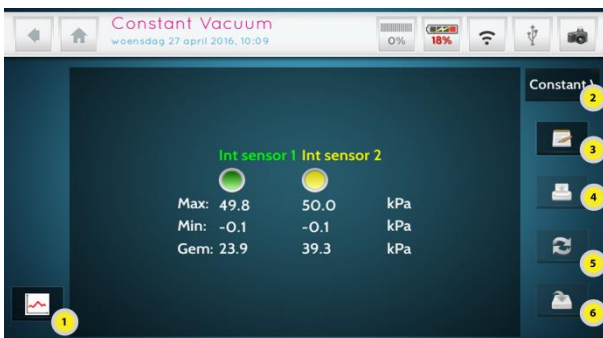 Constant Vacuum
woensdag 27 april 2016, 10:09
0%
18%
Constant
2
Int sensor 1 Int sensor 2
3
Max: 49.8 50.0 kPa
4
Min: -0.1 -0.1 kPa
Gem: 23.9 39.3 kPa
5
1
6